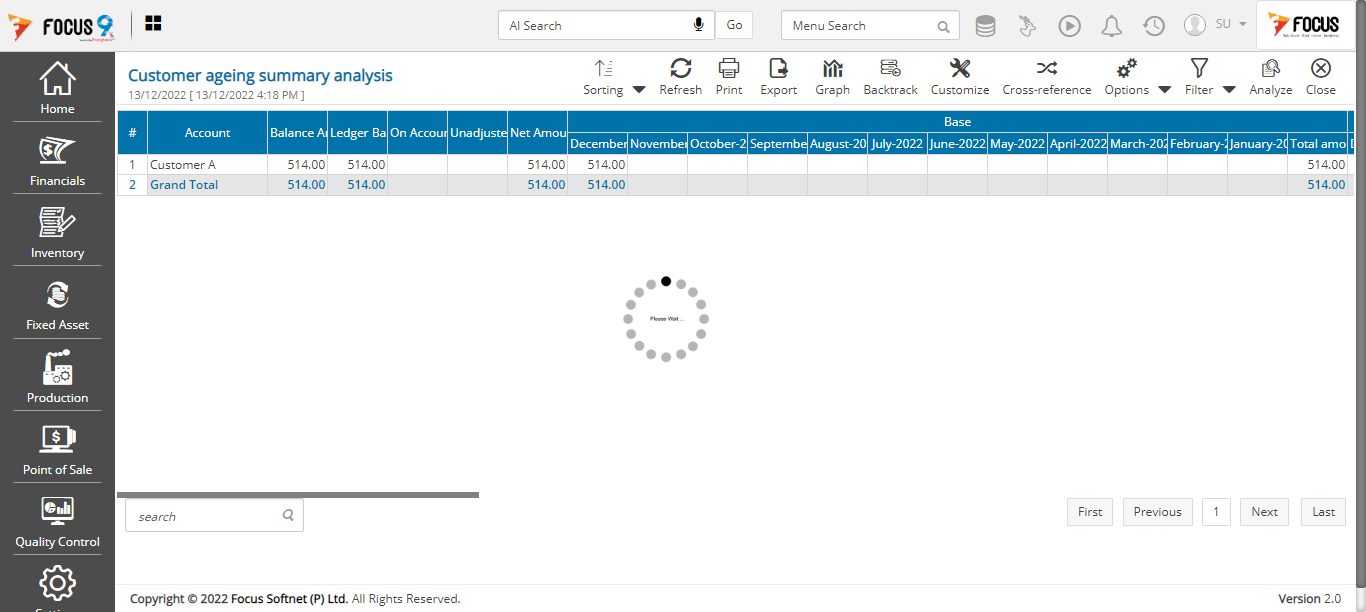 FOCUS 9
AI Search
Go
Menu Search
SU
FOCUS
Home
Financials
Inventory
Fixed Asset
Production
Point of Sale
Quality Control
Customer ageing summary analysis
13/12/2022 [ 13/12/2022 4:18 PM ]
Sorting Refresh Print Export Graph Backtrack Customize Cross-reference Options Filter Analyze Close
Base
# Account Balance A Ledger Ba On Accour Unadjuste Net Amou
December November October-2 Septembe August-20 July-2022 June-2022 May-2022 April-2022 March-202 February-2 January-20 Total amo
1 Customer A 514.00 514.00 514.00 514.00 514.00
2 Grand Total 514.00 514.00 514.00 514.00 514.00
Please Wait ...
search
First Previous 1 Next Last
Copyright © 2022 Focus Softnet (P) Ltd. All Rights Reserved.
Version 2.0